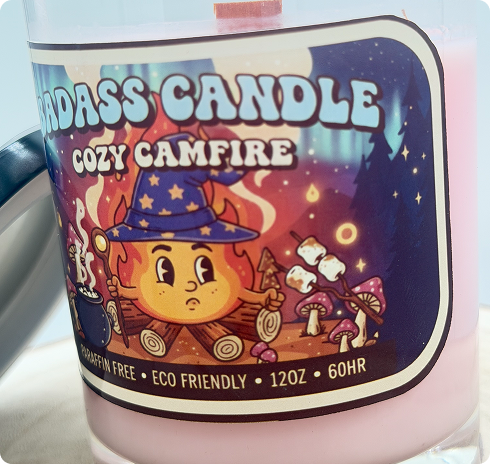 BADASS CANDLE
COZY CAMFIRE
PARAFFIN FREE • ECO FRIENDLY • 12OZ • 60HR